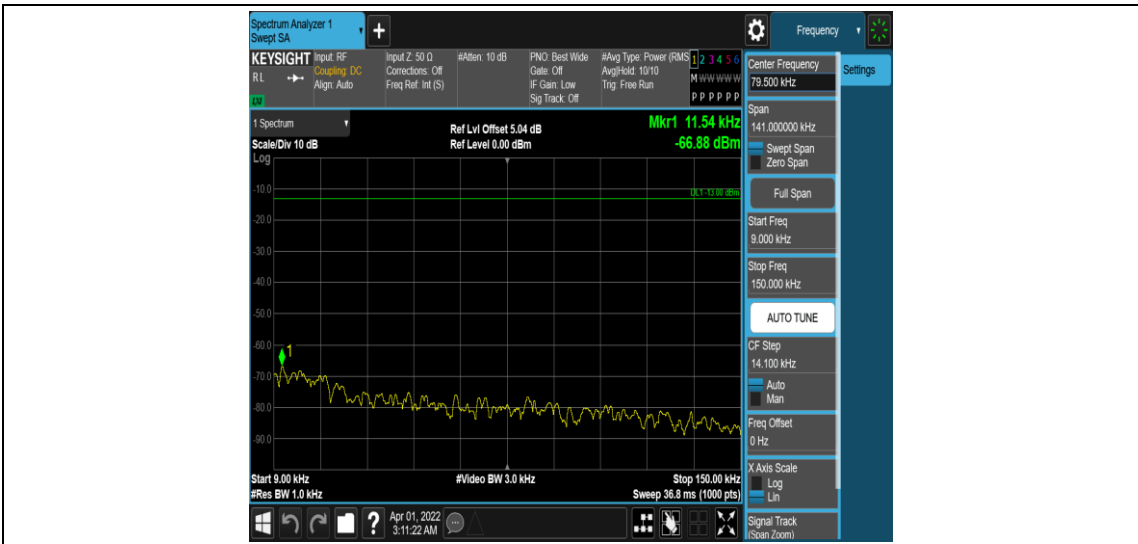 Spectrum Analyzer 1
Swept SA
+
Frequency
KEYSIGHT
RL
Input: RF
Coupling: DC
Align: Auto
Input Z: 50 Ω
Corrections: Off
Freq Ref: Int (S)
#Atten: 10 dB
PNO: Best Wide
Gate: Off
IF Gain: Low
Sig Track: Off
#Avg Type: Power (RMS
Avg|Hold: 10/10
Trig: Free Run
1 2 3 4 5 6
M W W W W W
P P P P P P
1 Spectrum
Scale/Div 10 dB
Log
Ref Lvl Offset 5.04 dB
Ref Level 0.00 dBm
Mkr1 11.54 kHz
-66.88 dBm
DL1 -13.00 dBm
-10.0
-20.0
-30.0
-40.0
-50.0
-60.0
-70.0
-80.0
-90.0
1
Start 9.00 kHz
#Res BW 1.0 kHz
#Video BW 3.0 kHz
Stop 150.00 kHz
Sweep 36.8 ms (1000 pts)
?
Apr 01, 2022
3:11:22 AM
Center Frequency
79.500 kHz
Settings
Span
141.000000 kHz
Swept Span
Zero Span
Full Span
Start Freq
9.000 kHz
Stop Freq
150.000 kHz
AUTO TUNE
CF Step
14.100 kHz
Auto
Man
Freq Offset
0 Hz
X Axis Scale
Log
Lin
Signal Track
(Span Zoom)